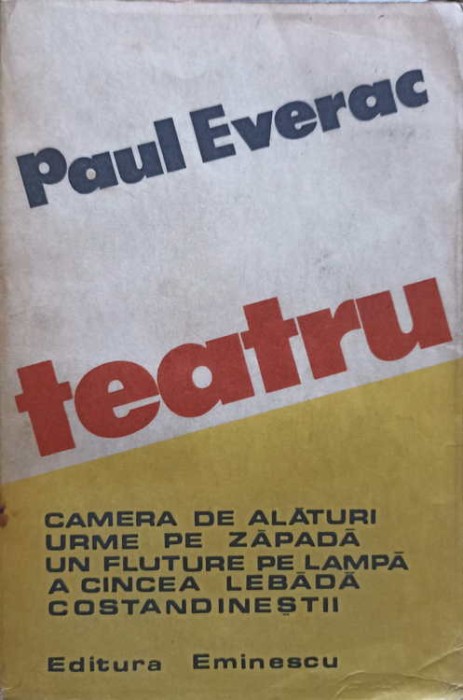 Paul Everac
teatru
CAMERA DE ALĂTURI
URME PE ZĂPADĂ
UN FLUTURE PE LAMPĂ
A CINCEA LEBĂDĂ
COSTANDINEȘTII
Editura Eminescu